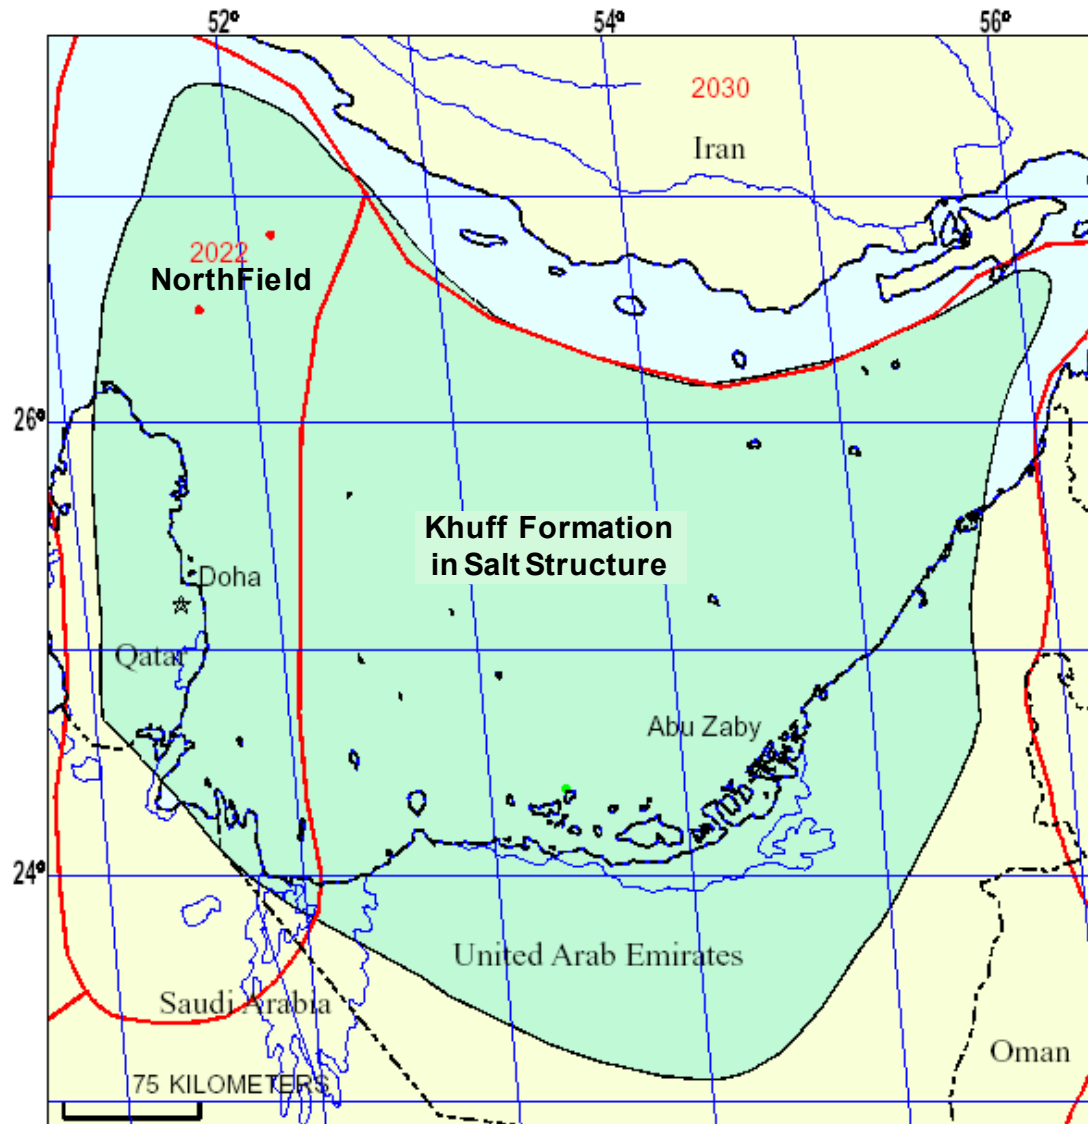 52°
54°
56°
2030
Iran
2022
NorthField
26°
Khuff Formation
in Salt Structure
Doha
Qatar
Abu Zaby
24°
United Arab Emirates
Saudi Arabia
Oman
75 KILOMETERS